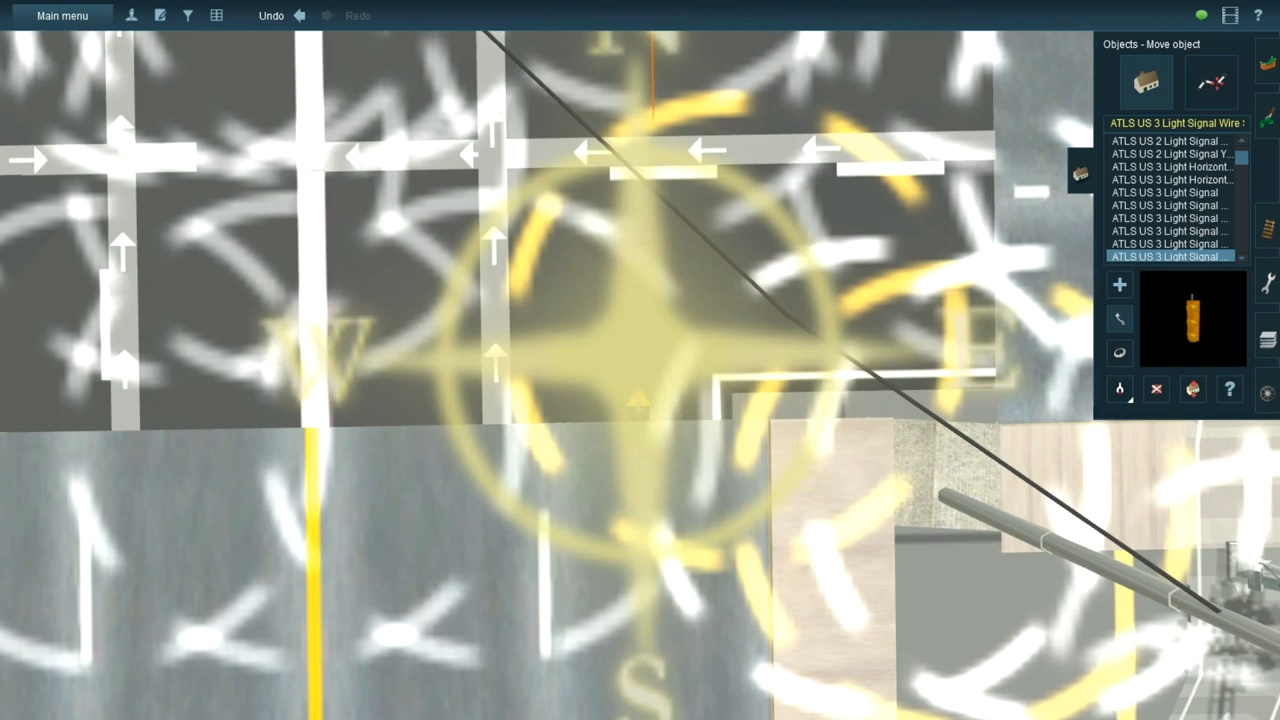 Main menu
Undo
Redo
?
Objects - Move object
ATLS US 3 Light Signal Wire
ATLS US 2 Light Signal ...
ATLS US 2 Light Signal Y...
ATLS US 3 Light Horizont...
ATLS US 3 Light Horizont...
ATLS US 3 Light Signal
ATLS US 3 Light Signal ...
ATLS US 3 Light Signal ...
ATLS US 3 Light Signal ...
ATLS US 3 Light Signal ...
ATLS US 3 Light Signal ...
?
N
W
E
S